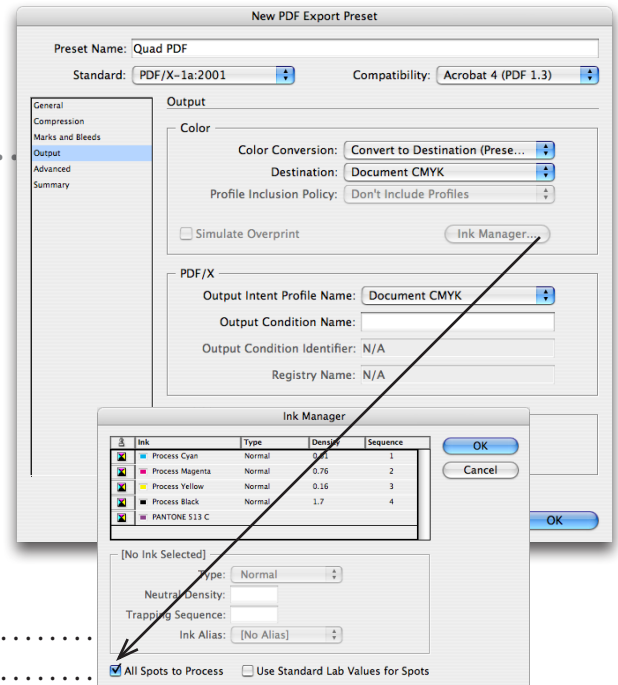 New PDF Export Preset
Preset Name: Quad PDF
Standard: PDF/X-1a:2001 Compatibility: Acrobat 4 (PDF 1.3)
General
Compression
Marks and Bleeds
Output
Advanced
Summary
Output
Color
Color Conversion: Convert to Destination (Prese...
Destination: Document CMYK
Profile Inclusion Policy: Don't Include Profiles
Simulate Overprint Ink Manager...
PDF/X
Output Intent Profile Name: Document CMYK
Output Condition Name:
Output Condition Identifier: N/A
Registry Name: N/A
OK
Ink Manager
Ink Type Density Sequence
Process Cyan Normal 1
Process Magenta Normal 0.76 2
Process Yellow Normal 0.16 3
Process Black Normal 1.7 4
PANTONE 513 C
OK
Cancel
[No Ink Selected]
Type: Normal
Neutral Density:
Trapping Sequence:
Ink Alias: [No Alias]
All Spots to Process Use Standard Lab Values for Spots